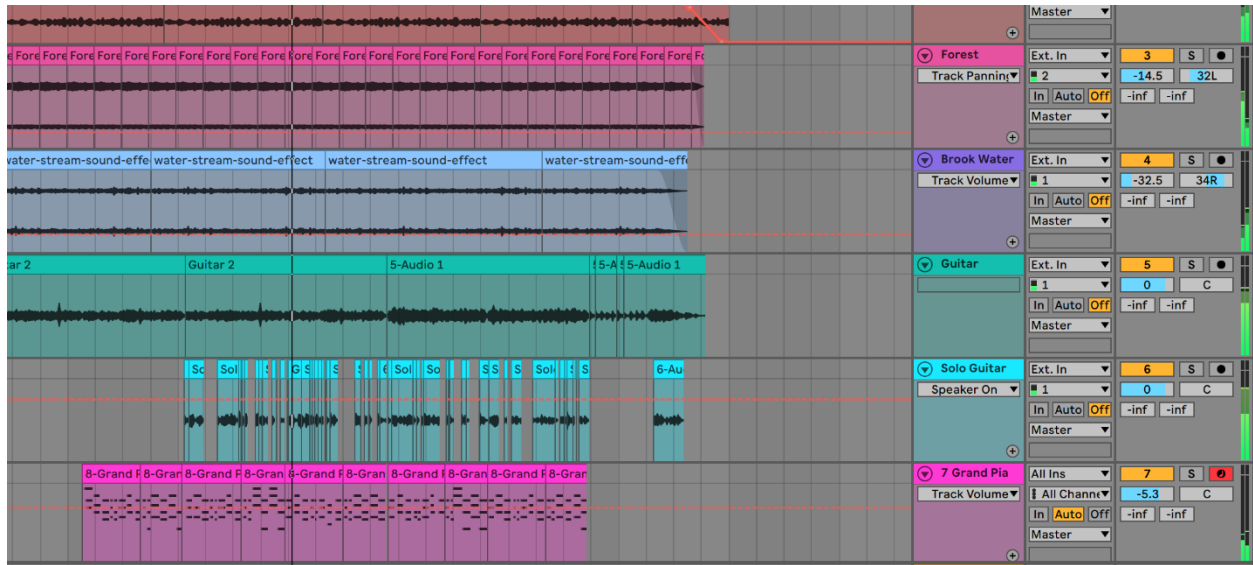 Master
e Fore Fore Fore Fore Fore Fore Fore Fore Fore Fore Fore Fore Fore Fore Fore Fore Fore Fore Fore Fore Fore Fore Fore Fore Fo
Forest Ext. In 3 S
Track Panning 2 -14.5 32L
In Auto Off -inf -inf
Master
water-stream-sound-effe water-stream-sound-effect water-stream-sound-effect water-stream-sound-effe
Brook Water Ext. In 4 S
Track Volume 1 -32.5 34R
In Auto Off -inf -inf
Master
tar 2 Guitar 2 5-Audio 1 5-A 5-Audio 1
Guitar Ext. In 5 S
1 0 C
In Auto Off -inf -inf
Master
So Sol G S S Sol So S S S Sol S S 6-Au
Solo Guitar Ext. In 6 S
Speaker On 1 0 C
In Auto Off -inf -inf
Master
8-Grand P 8-Gran 8-Grand P 8-Gran 8-Grand P 8-Gran 8-Grand P 8-Gran 8-Grand P 8-Gran
7 Grand Pia All Ins 7 S
Track Volume All Channe -5.3 C
In Auto Off -inf -inf
Master